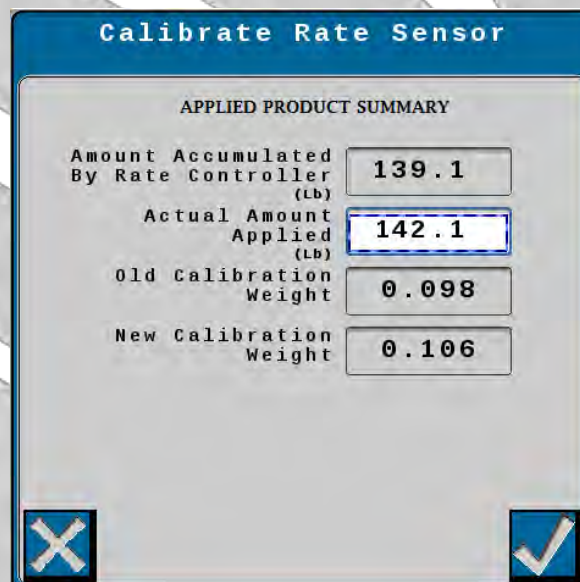 Calibrate Rate Sensor
APPLIED PRODUCT SUMMARY
Amount Accumulated
By Rate Controller
(Lb)
139.1
Actual Amount
Applied
(Lb)
142.1
Old Calibration
Weight
0.098
New Calibration
Weight
0.106